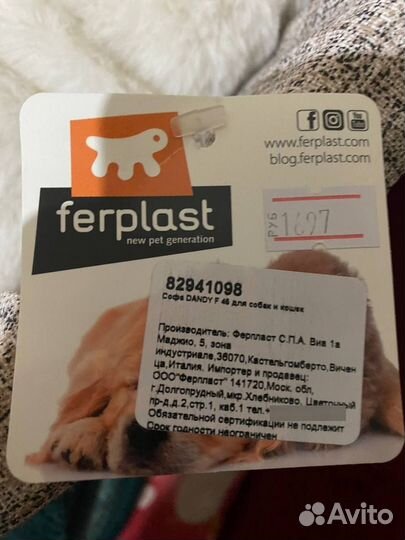 www.ferplast.com
blog.ferplast.com
ferplast
new pet generation
РУБ 1697
82941098
Софа DANDY F 45 для собак и кошек
Производитель: Ферпласт С.П.А. Виа 1а
Маджио, 5, зона
индустриале,36070,Кастельгомберто,Вичен
ца,Италия. Импортер и продавец:
ООО"Ферпласт" 141720,Моск. обл,
г.Долгопрудный,мкр.Хлебниково, Цветочный
пр-д,д.2,стр.1, каб.1 тел.+
Обязательной сертификации не подлежит
Срок годности неограничен
Avito